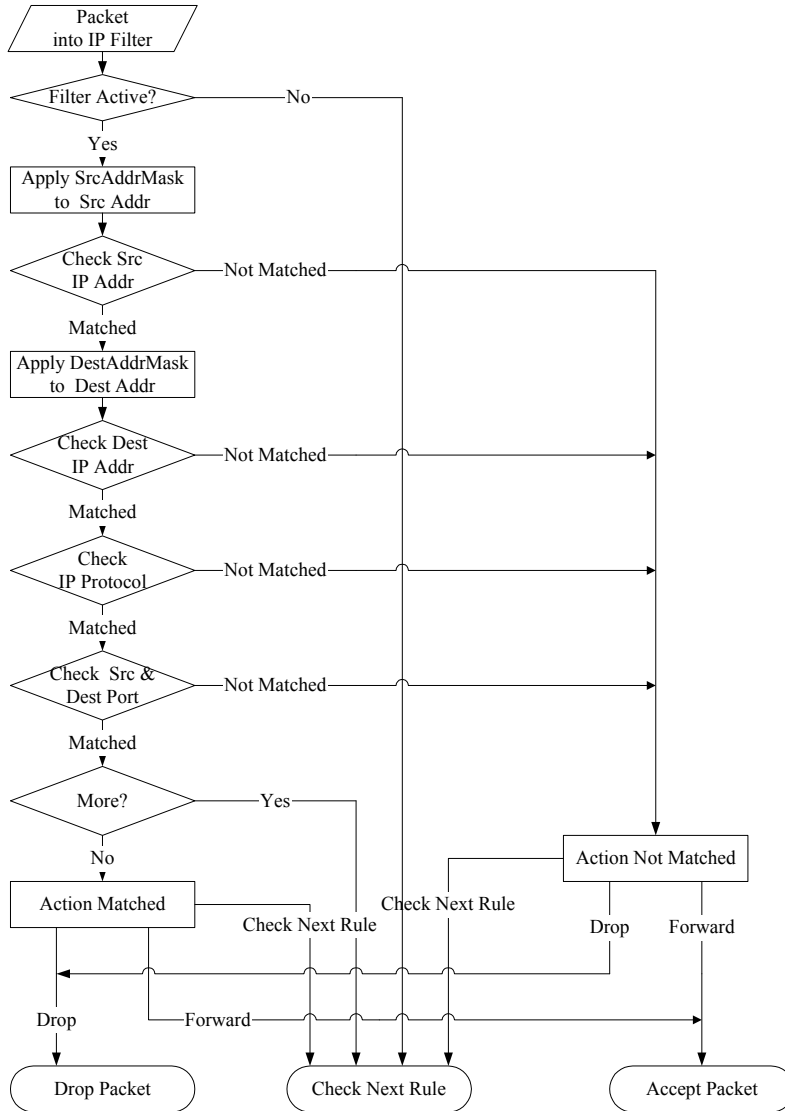 Packet
into IP Filter
Filter Active?
No
Yes
Apply SrcAddrMask
to Src Addr
Check Src
IP Addr
Not Matched
Matched
Apply DestAddrMask
to Dest Addr
Check Dest
IP Addr
Not Matched
Matched
Check
IP Protocol
Not Matched
Matched
Check Src &
Dest Port
Not Matched
Matched
More?
Yes
No
Action Not Matched
Action Matched
Check Next Rule
Check Next Rule
Drop
Forward
Drop
Forward
Drop Packet
Check Next Rule
Accept Packet